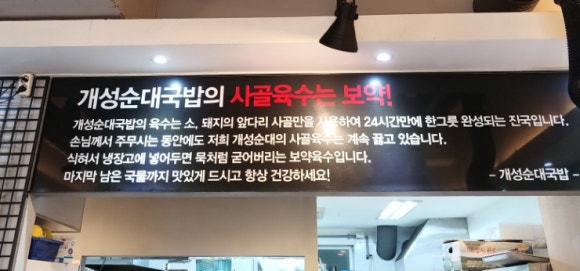 개성순대국밥의 사골육수는 보약!
개성순대국밥의 육수는 소, 돼지의 앞다리 사골만을 사용하여 24시간만에 한그릇 완성되는 진국입니다.
손님께서 주무시는 동안에도 저희 개성순대의 사골육수는 계속 끓고 있습니다.
식혀서 냉장고에 넣어두면 묵처럼 굳어버리는 보약육수입니다.
마지막 남은 국물까지 맛있게 드시고 항상 건강하세요!
- 개성순대국밥 -